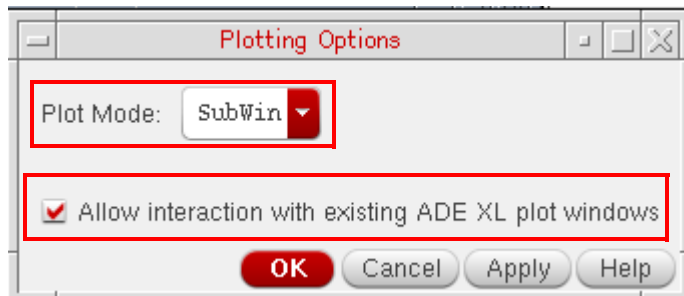 Plotting Options
Plot Mode: SubWin
Allow interaction with existing ADE XL plot windows
OK Cancel Apply Help